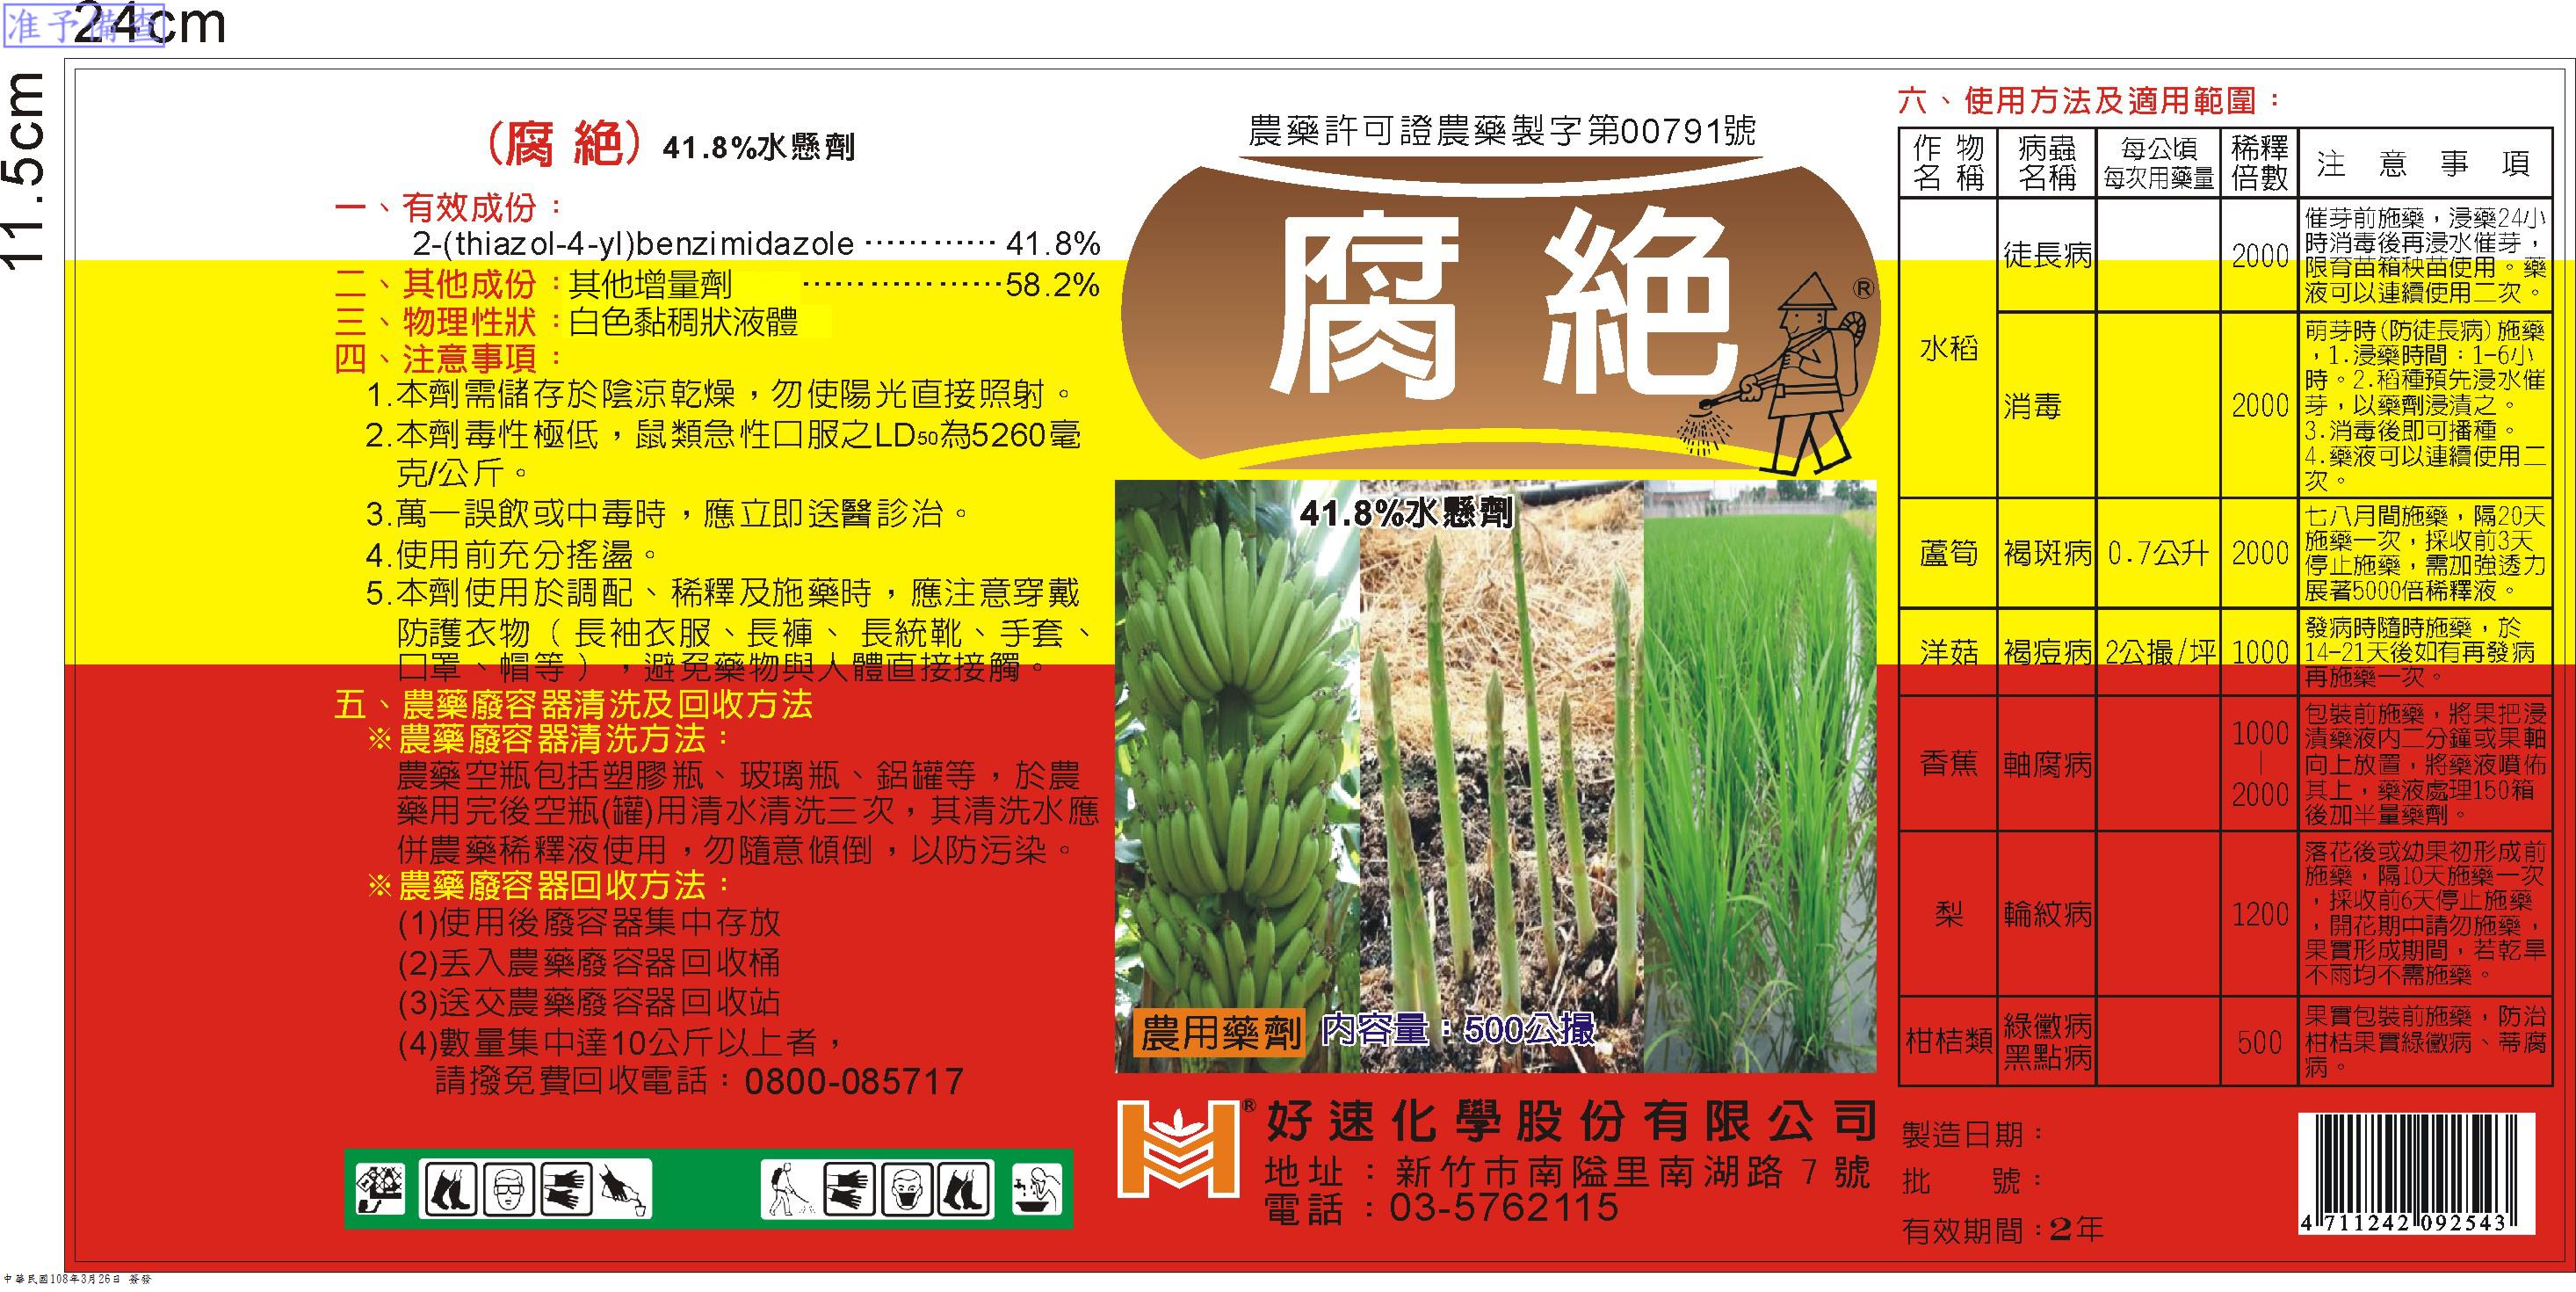 准予備查
24cm
11.5cm
(腐 絕) 41.8%水懸劑
一、有效成份：
2-(thiazol-4-yl)benzimidazole ………… 41.8%
二、其他成份：其他增量劑 ………………58.2%
三、物理性狀：白色黏稠狀液體
四、注意事項：
1.本劑需儲存於陰涼乾燥，勿使陽光直接照射。
2.本劑毒性極低，鼠類急性口服之LD50為5260毫
克/公斤。
3.萬一誤飲或中毒時，應立即送醫診治。
4.使用前充分搖盪。
5.本劑使用於調配、稀釋及施藥時，應注意穿戴
防護衣物（長袖衣服、長褲、長統靴、手套、
口罩、帽等），避免藥物與人體直接接觸。
五、農藥廢容器清洗及回收方法
※農藥廢容器清洗方法：
農藥空瓶包括塑膠瓶、玻璃瓶、鋁罐等，於農
藥用完後空瓶(罐)用清水清洗三次，其清洗水應
併農藥稀釋液使用，勿隨意傾倒，以防污染。
※農藥廢容器回收方法：
(1)使用後廢容器集中存放
(2)丟入農藥廢容器回收桶
(3)送交農藥廢容器回收站
(4)數量集中達10公斤以上者，
請撥免費回收電話：0800-085717
農藥許可證農藥製字第00791號
腐絕
®
41.8%水懸劑
農用藥劑 內容量：500公撮
® 好速化學股份有限公司
地址：新竹市南隘里南湖路7號
電話：03-5762115
六、使用方法及適用範圍：
作物 病蟲 每公頃 稀釋 注意事項
名稱 名稱 每次用藥量 倍數
水稻
徒長病 2000
催芽前施藥，浸藥24小
時消毒後再浸水催芽，
限育苗箱秧苗使用。藥
液可以連續使用二次。
消毒 2000
萌芽時(防徒長病)施藥
，1.浸藥時間：1-6小
時。2.稻種預先浸水催
芽，以藥劑浸漬之。
3.消毒後即可播種。
4.藥液可以連續使用二
次。
蘆筍 褐斑病 0.7公升 2000
七八月間施藥，隔20天
施藥一次，採收前3天
停止施藥，需加強透力
展著5000倍稀釋液。
洋菇 褐痘病 2公撮/坪 1000
發病時隨時施藥，於
14-21天後如有再發病
再施藥一次。
香蕉 軸腐病
1000
｜
2000
包裝前施藥，將果把浸
漬藥液內二分鐘或果軸
向上放置，將藥液噴佈
其上，藥液處理150箱
後加半量藥劑。
梨 輪紋病 1200
落花後或幼果初形成前
施藥，隔10天施藥一次
，採收前6天停止施藥
，開花期中請勿施藥，
果實形成期間，若乾旱
不雨均不需施藥。
柑桔類 綠黴病
黑點病 500
果實包裝前施藥，防治
柑桔果實綠黴病、蒂腐
病。
製造日期：
批 號：
有效期間：2年
4 711242 092543
中華民國108年3月26日 簽發